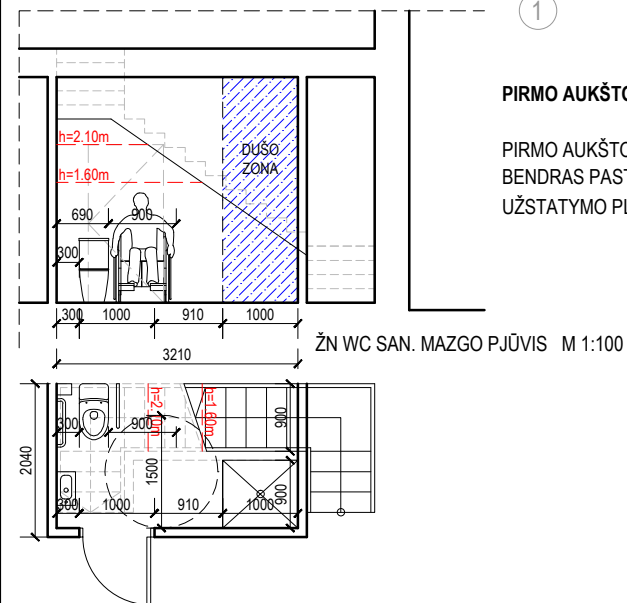 1
PIRMO AUKŠTO
PIRMO AUKŠTO
BENDRAS PAST
UŽSTATYMO PL
h=2.10m
h=1.60m
DUŠO
ZONA
690 900
300
300 1000 910 1000
3210
ŽN WC SAN. MAZGO PJŪVIS M 1:100
h=2.10m
h=1.60m
300 900
900
2040
1500
900
300 1000 910 1000